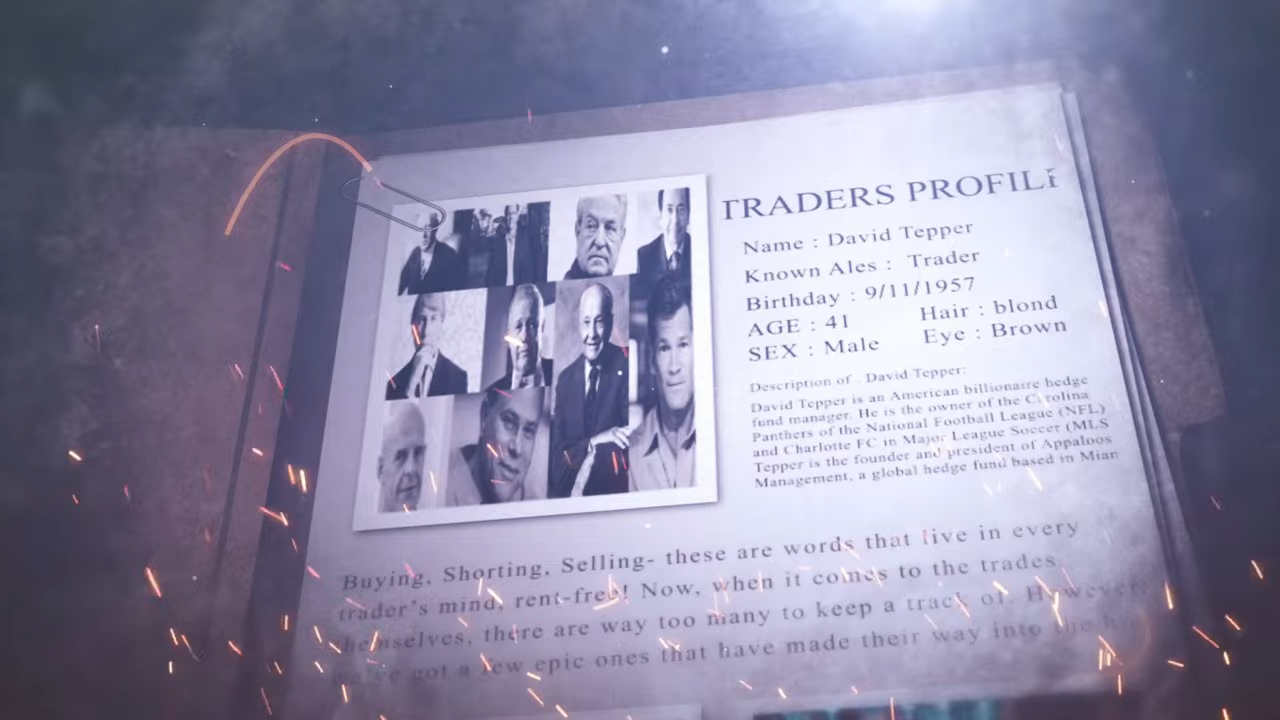 TRADERS PROFILE
Name : David Tepper
Known Ales : Trader
Birthday : 9/11/1957
AGE : 41 Hair : blond
SEX : Male Eye : Brown
Description of . David Tepper:
David Tepper is an American billionaire hedge
fund manager. He is the owner of the Carolina
Panthers of the National Football League (NFL)
and Charlotte FC in Major League Soccer (MLS
Tepper is the founder and president of Appaloos
Management, a global hedge fund based in Miam
Buying, Shorting, Selling- these are words that live in every
trader's mind, rent-free! Now, when it comes to the trades
themselves, there are way too many to keep a track of. However,
we've got a few epic ones that have made their way into the